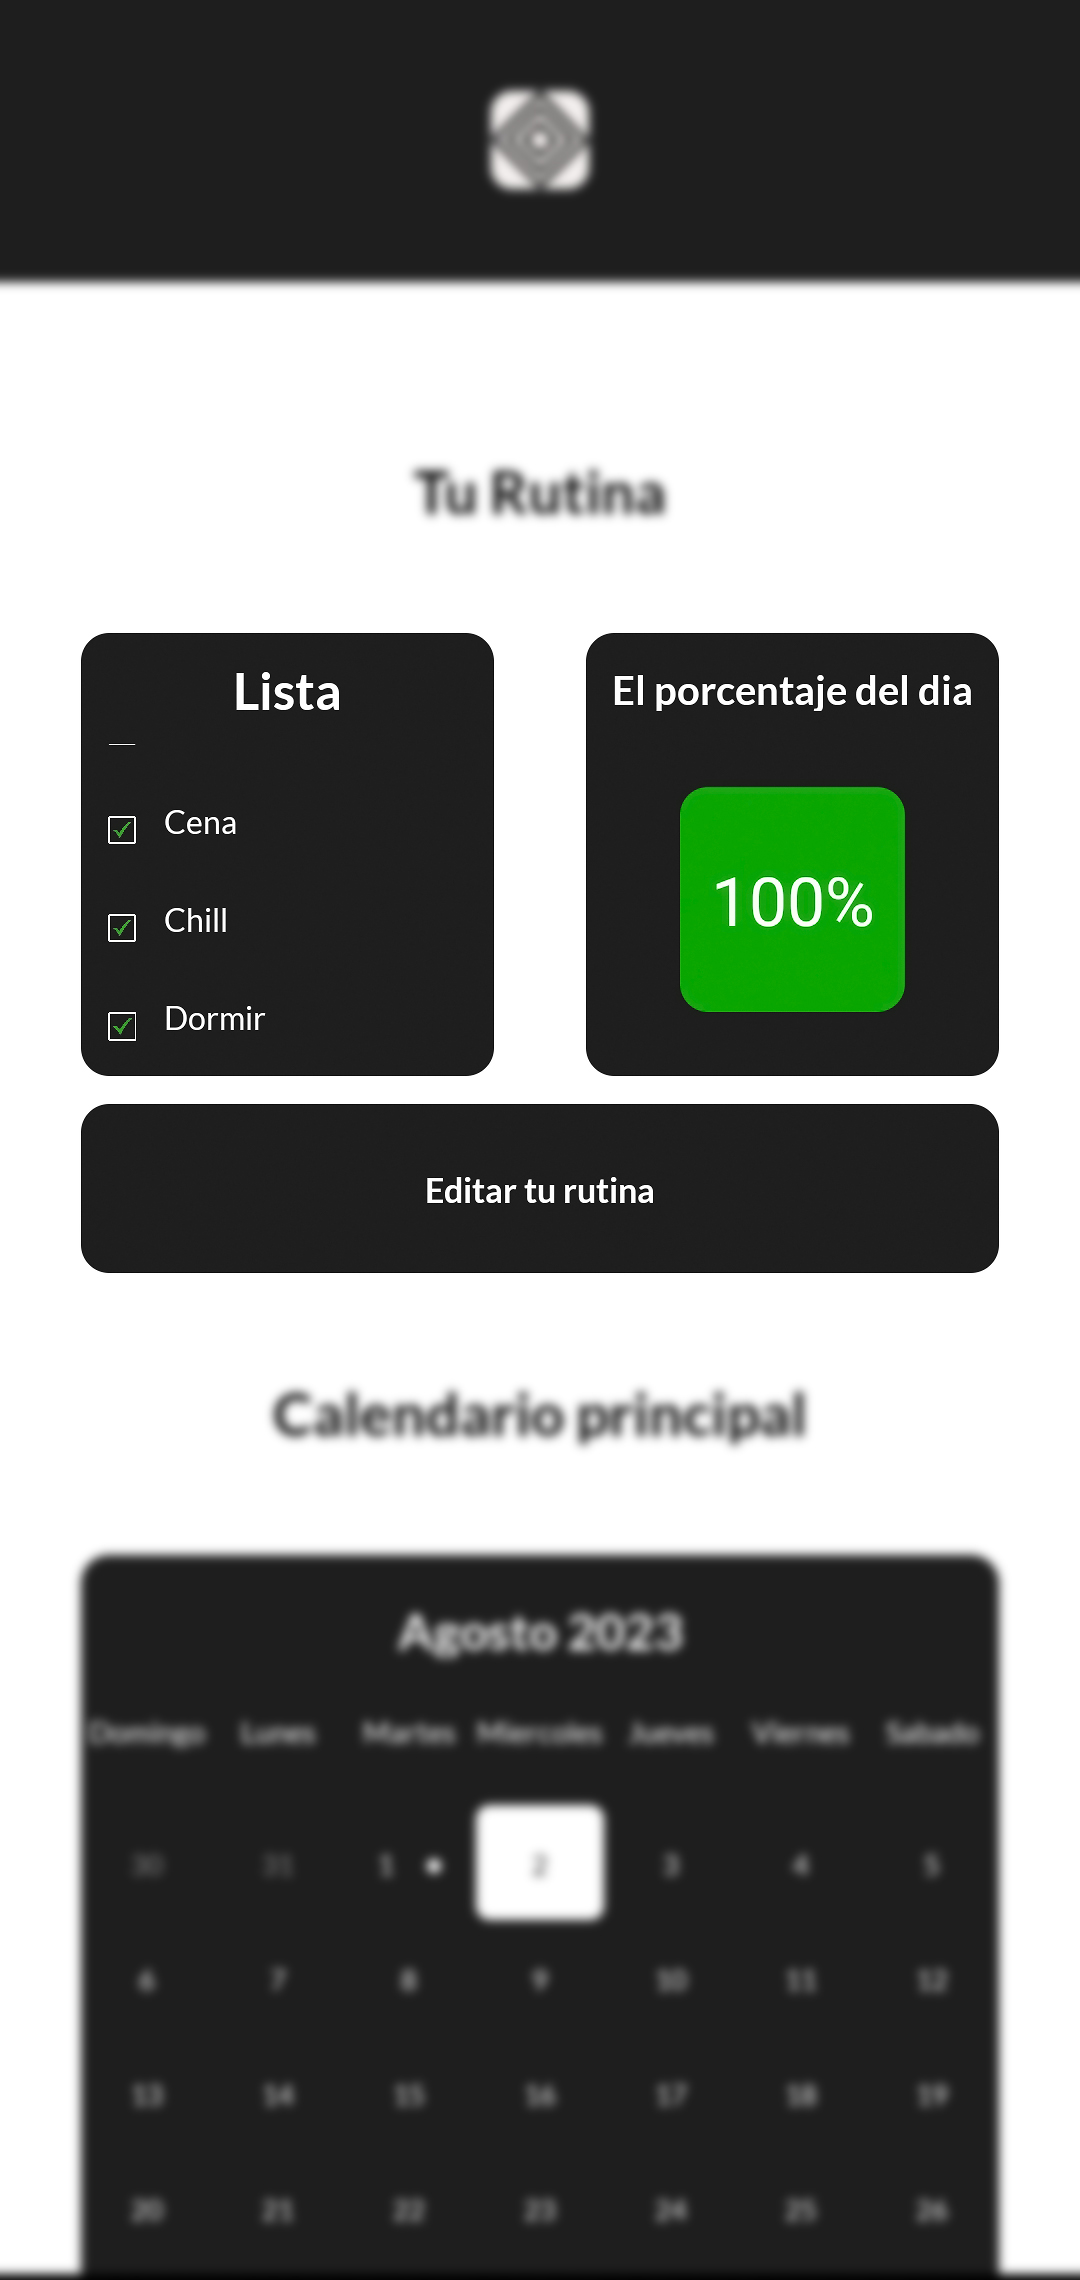 Tu Rutina
Lista
El porcentaje del dia
Cena
Chill
Dormir
100%
Editar tu rutina
Calendario principal
Agosto 2023
Domingo Lunes Martes Miercoles Jueves Viernes Sabado
30 31 1 2 3 4 5
6 7 8 9 10 11 12
13 14 15 16 17 18 19
20 21 22 23 24 25 26